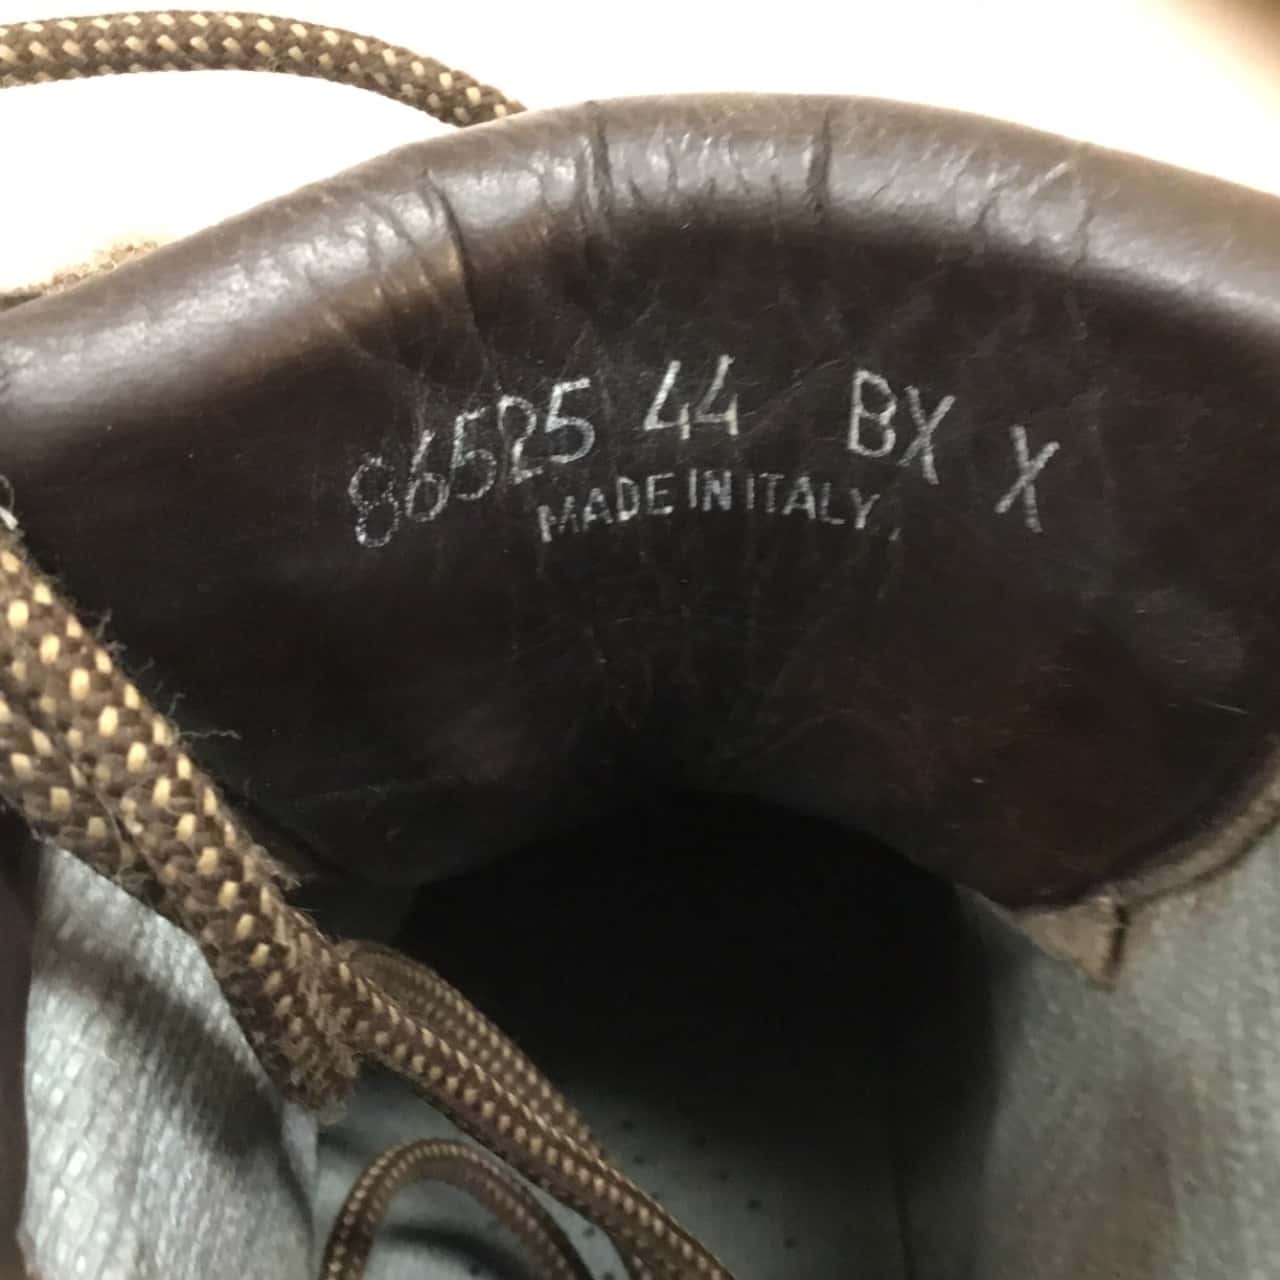 86525 44 BX X
MADE IN ITALY